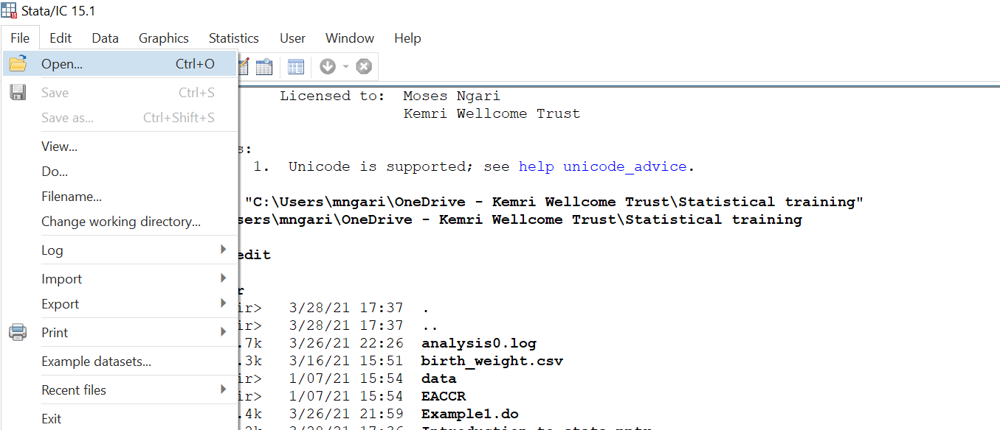 Stata/IC 15.1
File Edit Data Graphics Statistics User Window Help
Open... Ctrl+O
Save Ctrl+S
Save as... Ctrl+Shift+S
View...
Do...
Filename...
Change working directory...
Log
Import
Export
Print
Example datasets...
Recent files
Exit
Licensed to: Moses Ngari
Kemri Wellcome Trust
s:
1. Unicode is supported; see help unicode_advice.
"C:\Users\mngari\OneDrive - Kemri Wellcome Trust\Statistical training"
sers\mngari\OneDrive - Kemri Wellcome Trust\Statistical training
edit
r
ir> 3/28/21 17:37 .
ir> 3/28/21 17:37 ..
.7k 3/26/21 22:26 analysis0.log
.3k 3/16/21 15:51 birth_weight.csv
ir> 1/07/21 15:54 data
ir> 1/07/21 15:54 EACCR
.4k 3/26/21 21:59 Example1.do